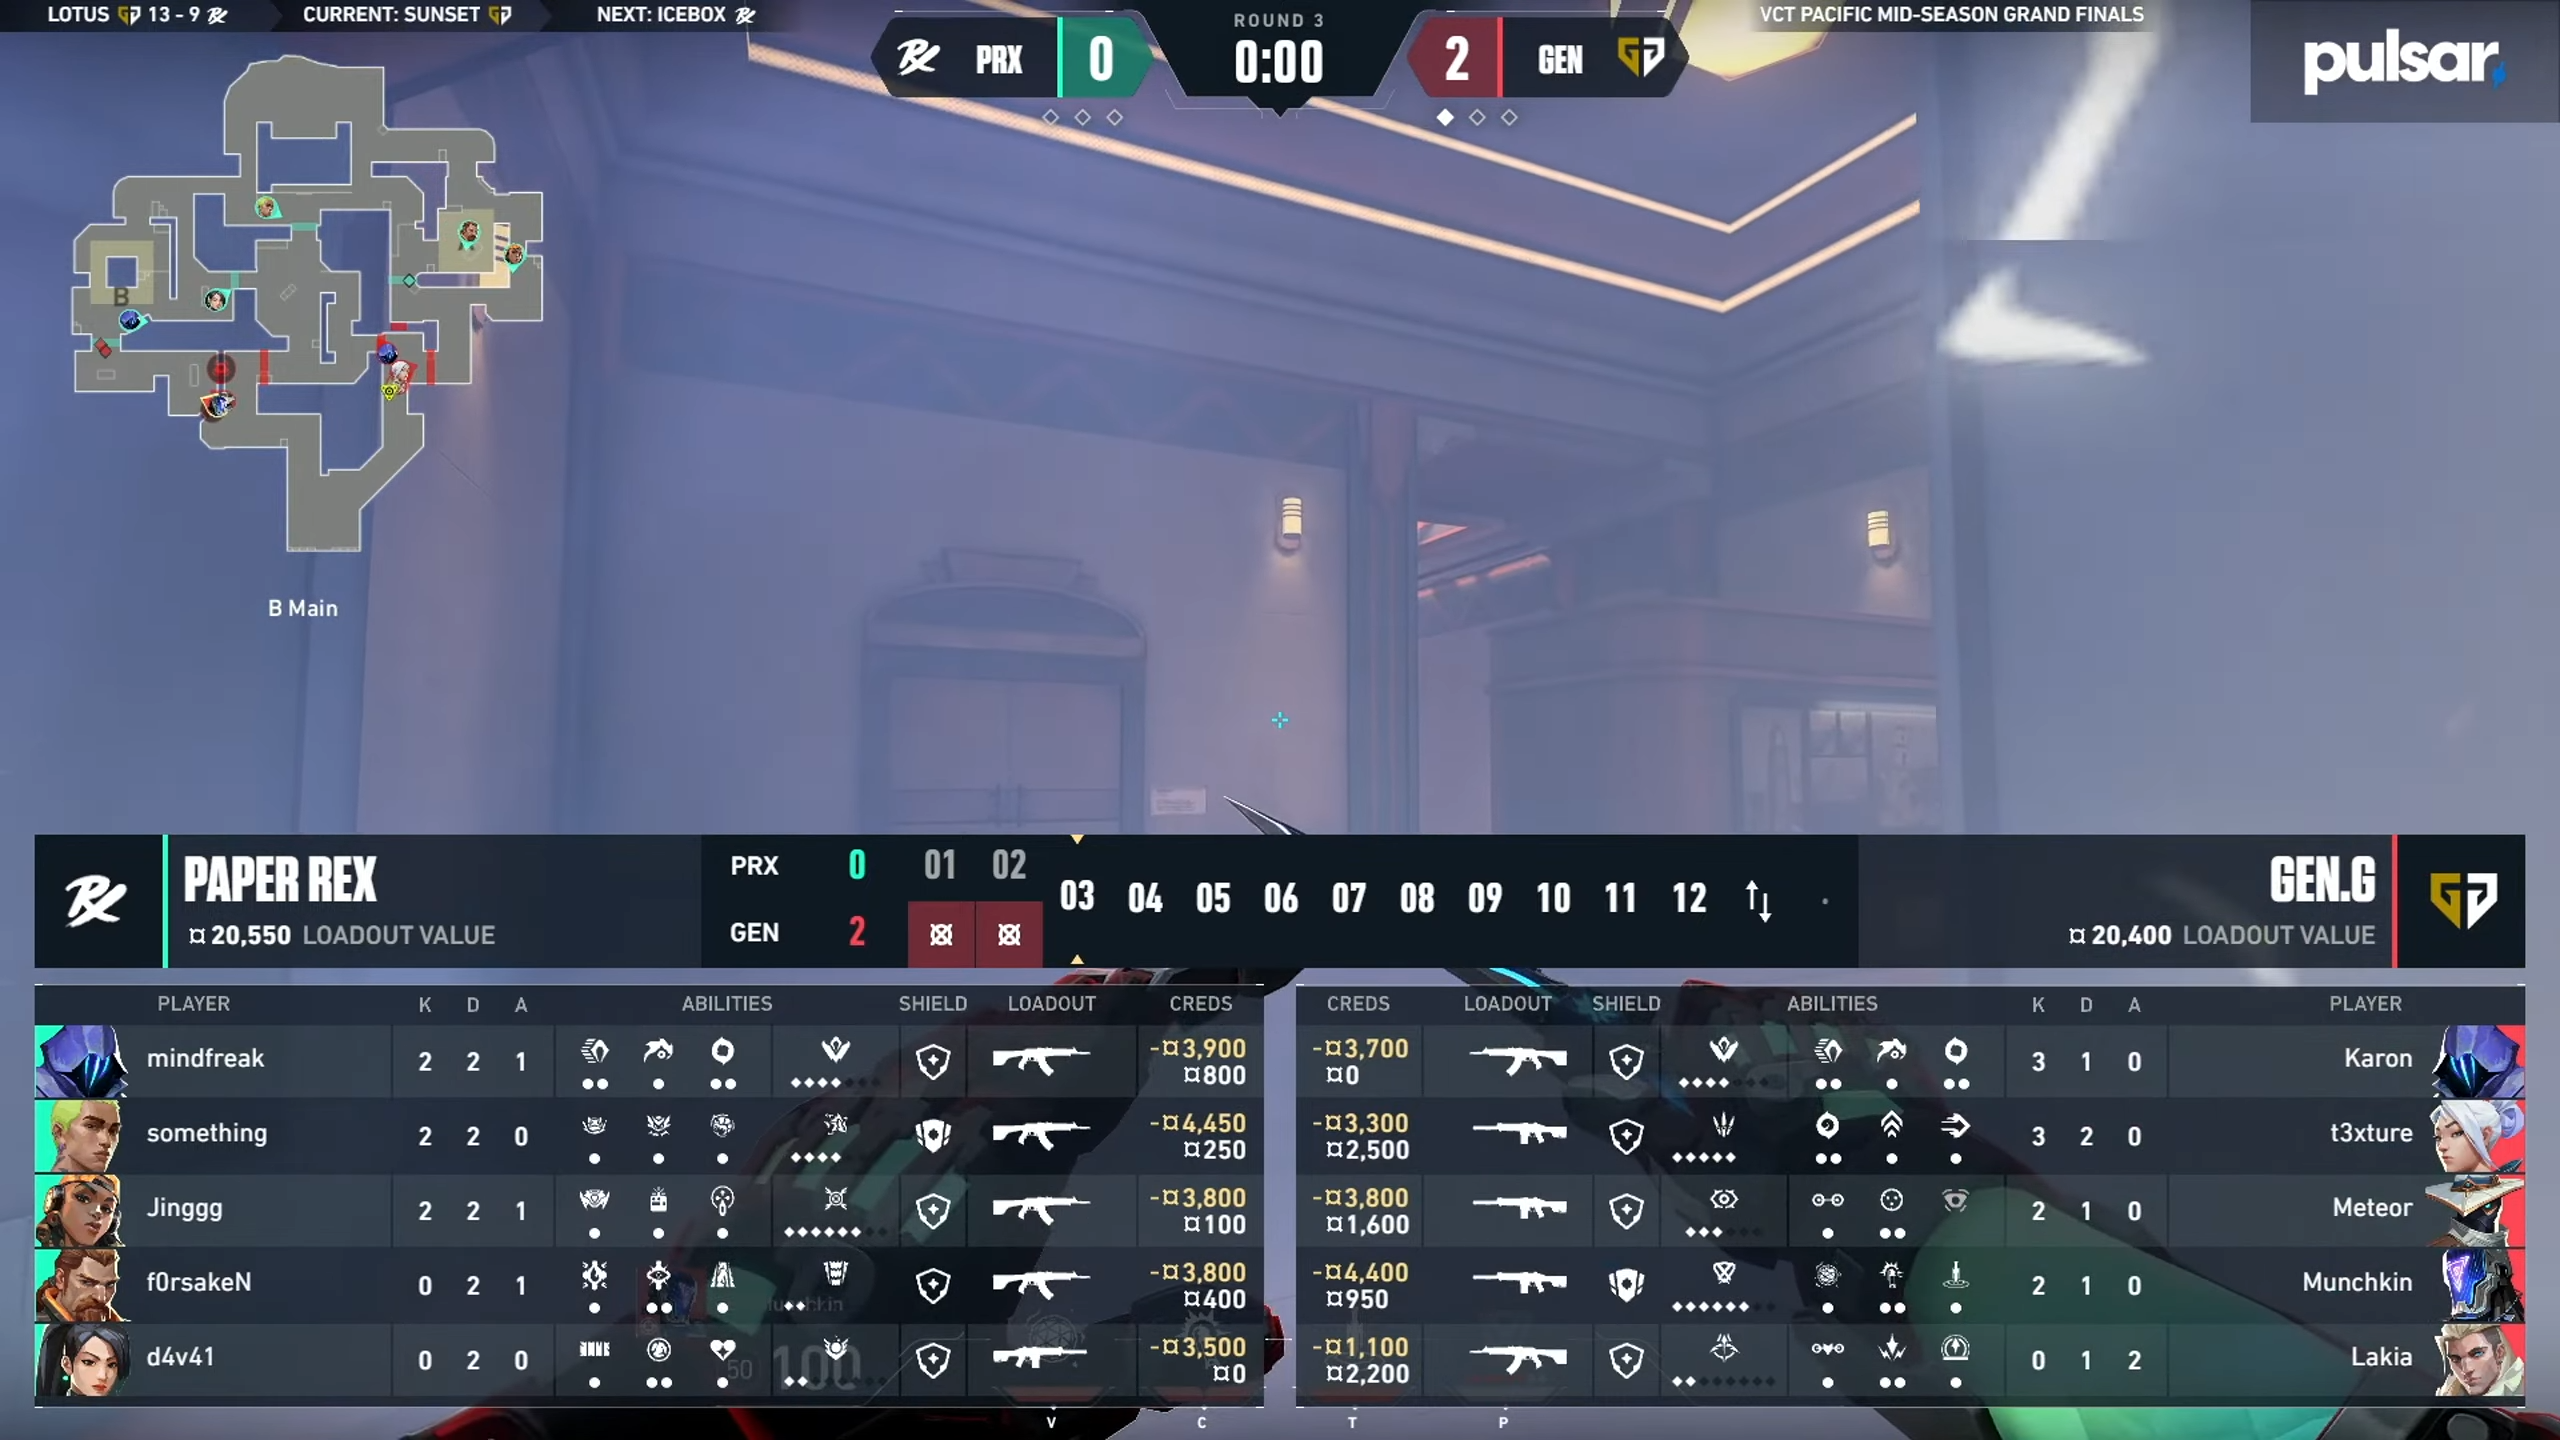 LOTUS 13 - 9
CURRENT: SUNSET
NEXT: ICEBOX
PRX 0
ROUND 3
0:00
2 GEN
VCT PACIFIC MID-SEASON GRAND FINALS
pulsar
B
B Main
PAPER REX
¤ 20,550 LOADOUT VALUE
PRX 0 01 02 03 04 05 06 07 08 09 10 11 12
GEN 2
GEN.G
¤ 20,400 LOADOUT VALUE
PLAYER K D A ABILITIES SHIELD LOADOUT CREDS
mindfreak 2 2 1 -¤3,900 ¤800
something 2 2 0 -¤4,450 ¤250
Jinggg 2 2 1 -¤3,800 ¤100
f0rsakeN 0 2 1 -¤3,800 ¤400
d4v41 0 2 0 -¤3,500 ¤0
CREDS LOADOUT SHIELD ABILITIES K D A PLAYER
-¤3,700 ¤0 3 1 0 Karon
-¤3,300 ¤2,500 3 2 0 t3xture
-¤3,800 ¤1,600 2 1 0 Meteor
-¤4,400 ¤950 2 1 0 Munchkin
-¤1,100 ¤2,200 0 1 2 Lakia
50 100
V C T P